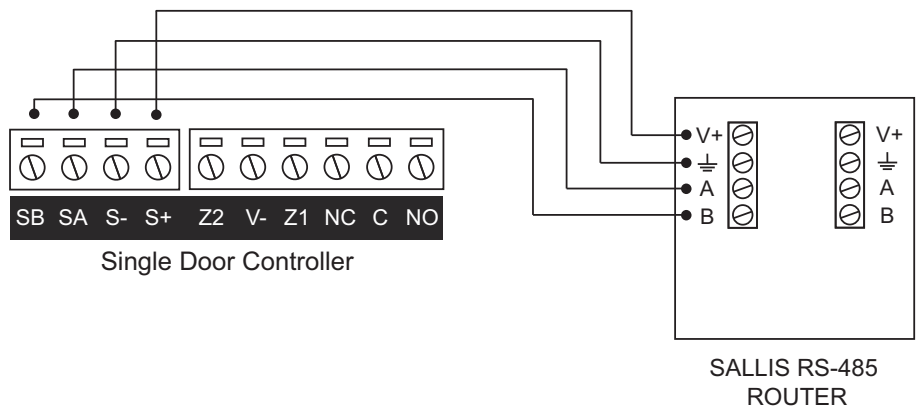 V+ V+
⏚ ⏚
A A
B B
SB SA S- S+ Z2 V- Z1 NC C NO
Single Door Controller
SALLIS RS-485
ROUTER